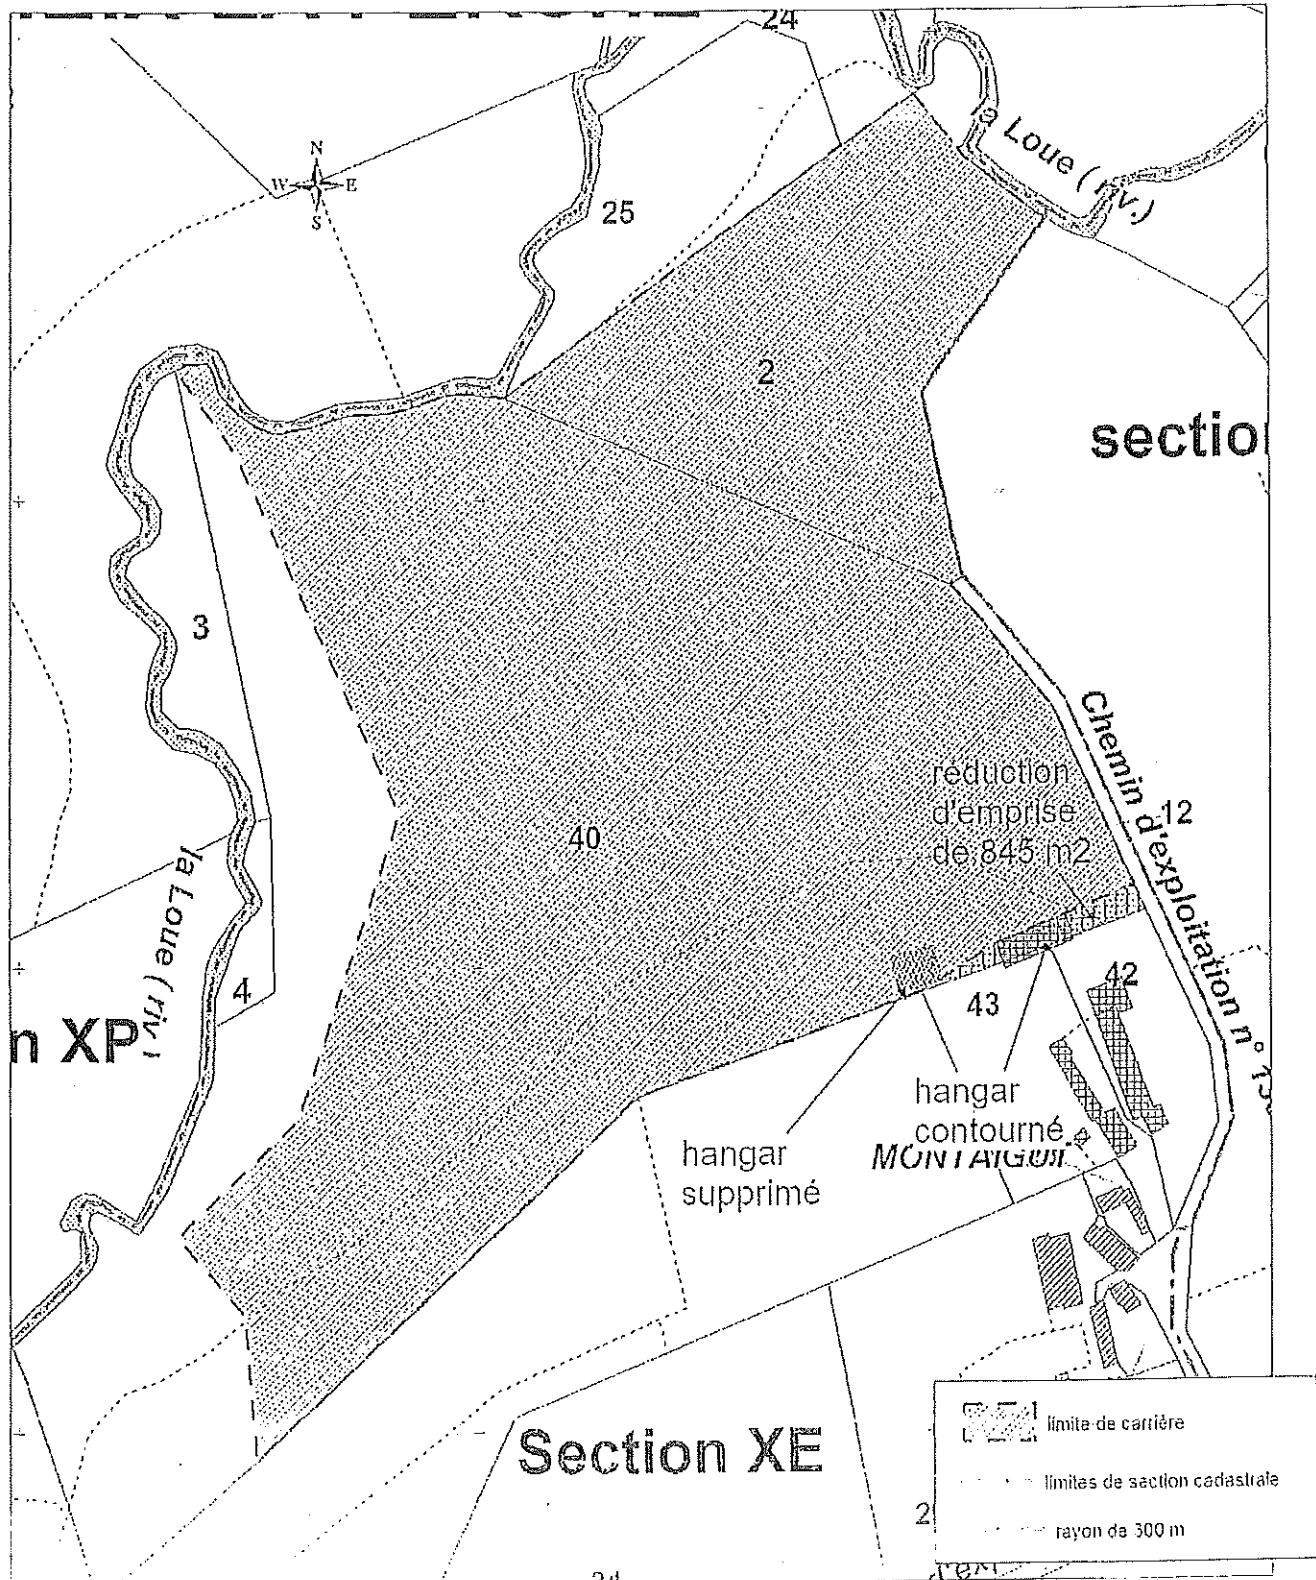 24
la Loue (riv.)
N
W E
S
25
2
section
3
Chemin d'exploitation n° 13
réduction
d'emprise
de 845 m2
12
40
la Loue (riv.)
4
42
43
n XP
hangar
contourné
hangar
supprimé
MONTAIGUT
limite de carrière
Section XE
limites de section cadastrale
rayon de 300 m
24